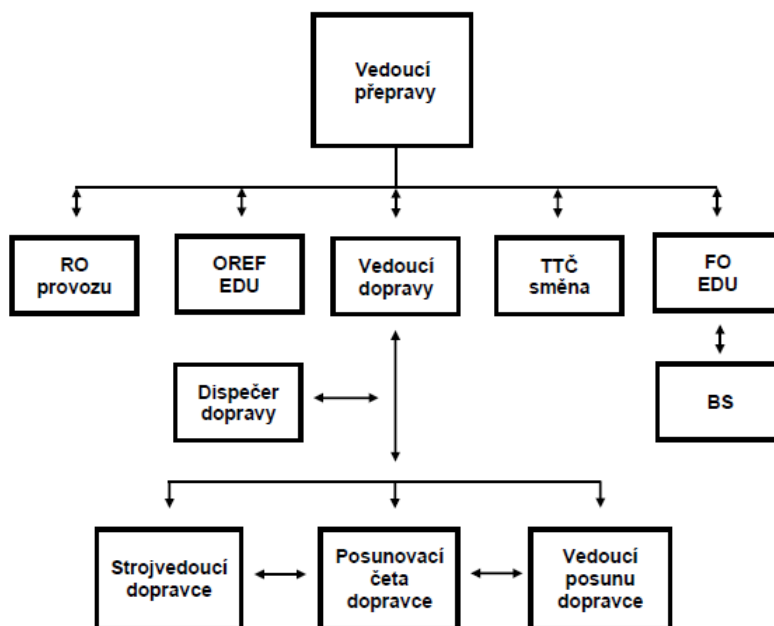 Vedoucí
přepravy
RO
provozu
OREF
EDU
Vedoucí
dopravy
TTČ
směna
FO
EDU
Dispečer
dopravy
BS
Strojvedoucí
dopravce
Posunovací
četa
dopravce
Vedoucí
posunu
dopravce